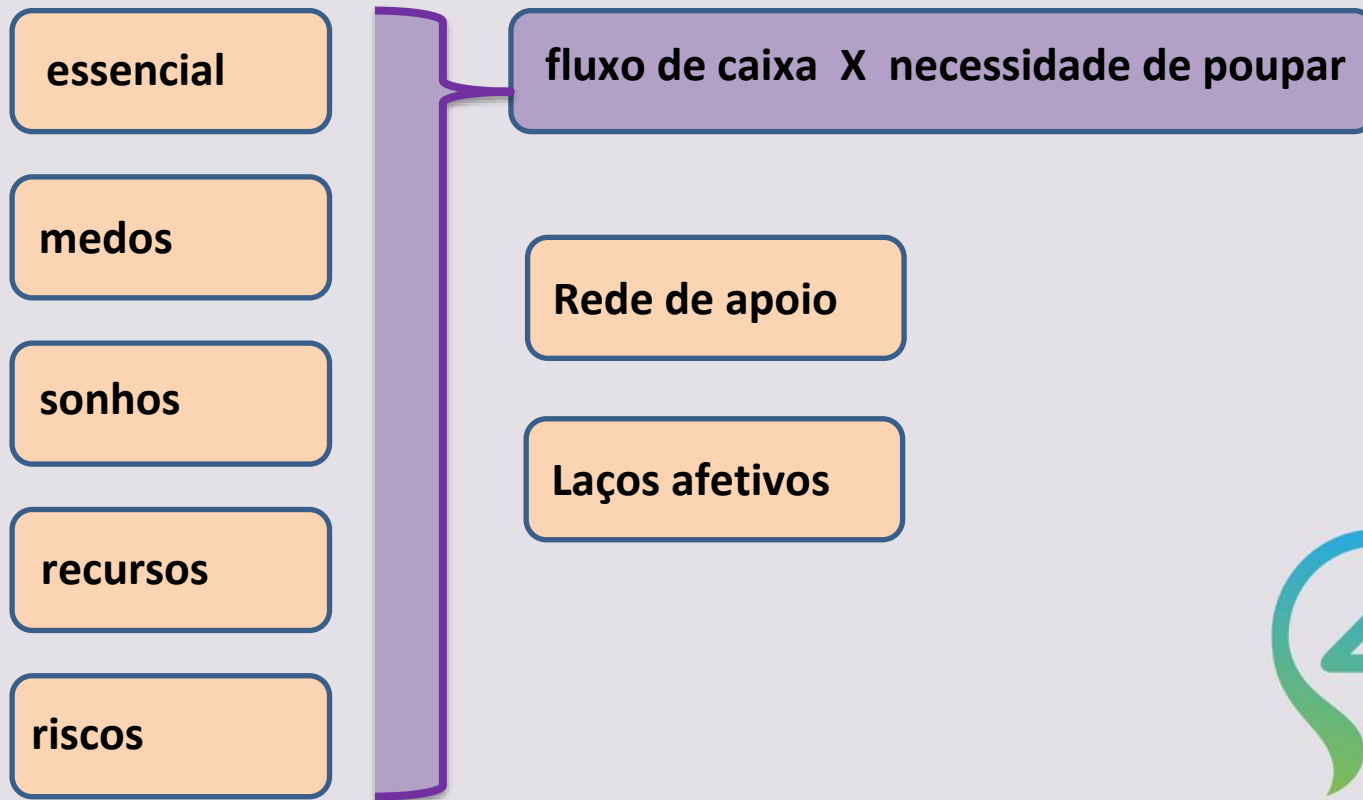 essencial
fluxo de caixa X necessidade de poupar
medos
sonhos
recursos
riscos
Rede de apoio
Laços afetivos